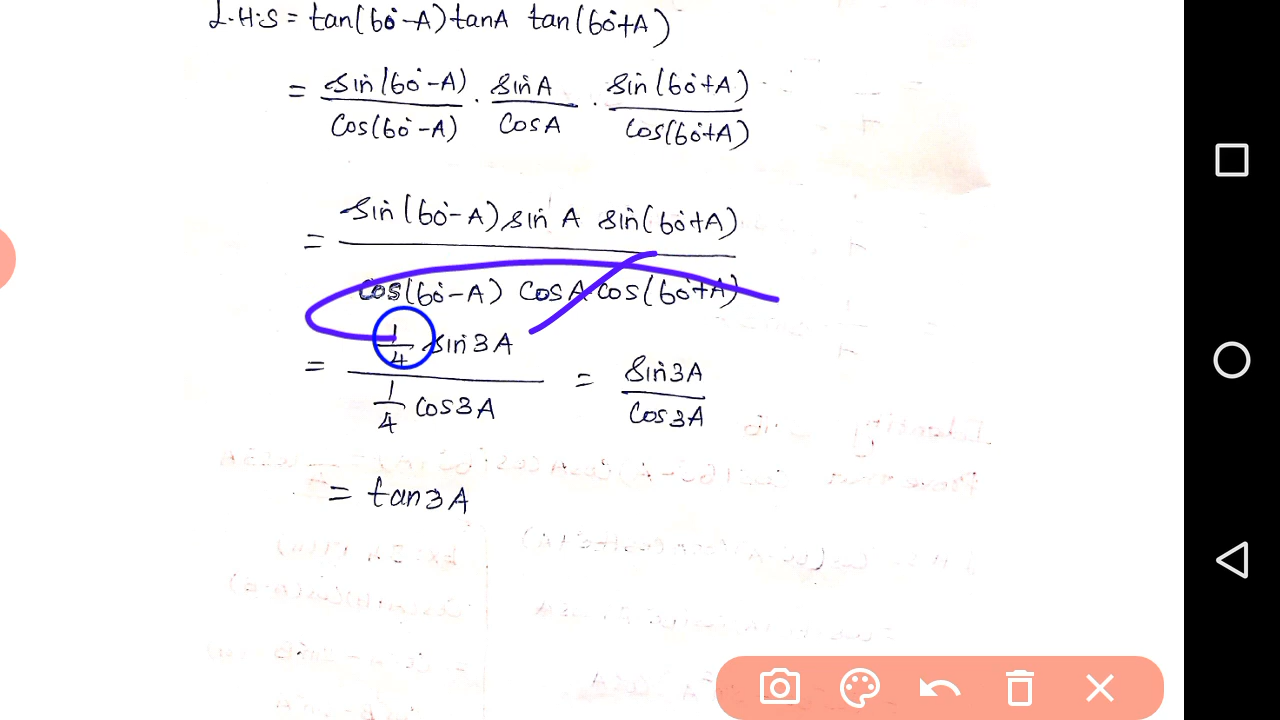 L.H.S = tan(60°-A) tanA tan(60°+A)
= sin(60°-A)/cos(60°-A) · sinA/cosA · sin(60°+A)/cos(60°+A)
= sin(60°-A) sin A sin(60°+A)
cos(60°-A) cosA cos(60°+A)
= 1/4 sin3A / 1/4 cos3A = sin3A/cos3A
= tan3A